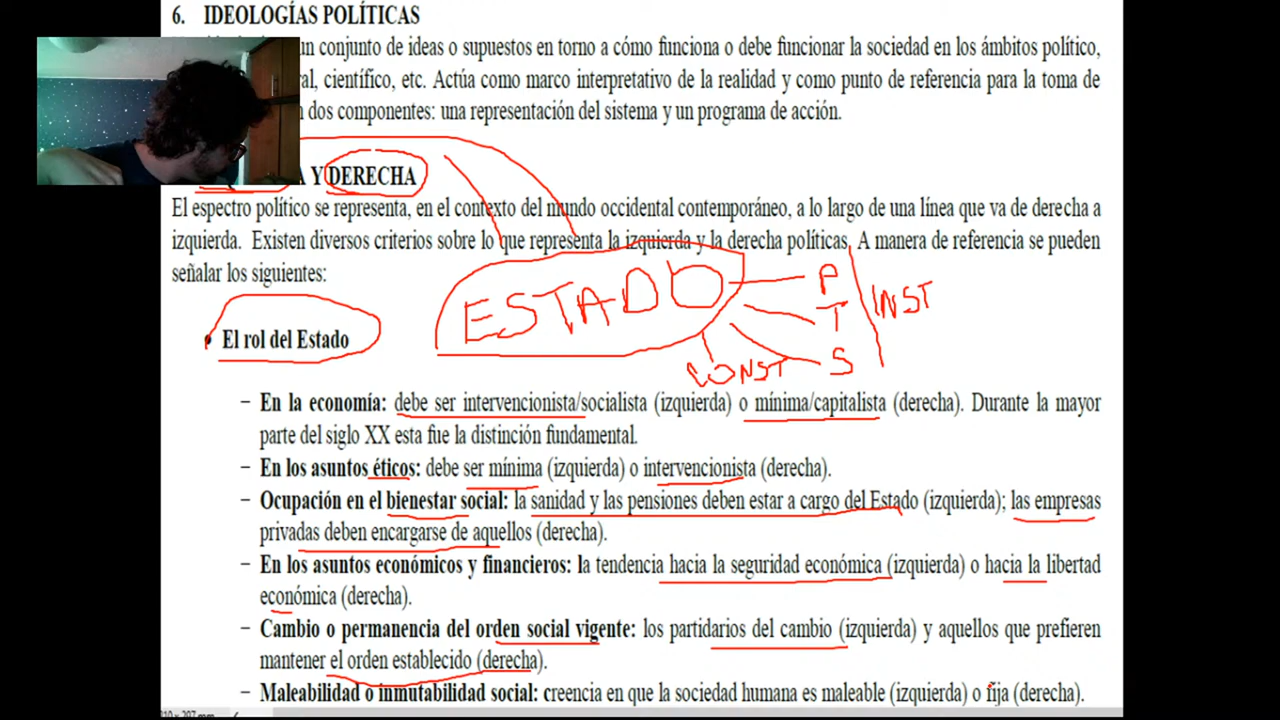 6. IDEOLOGÍAS POLÍTICAS
un conjunto de ideas o supuestos en torno a cómo funciona o debe funcionar la sociedad en los ámbitos político,
ral, científico, etc. Actúa como marco interpretativo de la realidad y como punto de referencia para la toma de
dos componentes: una representación del sistema y un programa de acción.
Y DERECHA
El espectro político se representa, en el contexto del mundo occidental contemporáneo, a lo largo de una línea que va de derecha a
izquierda. Existen diversos criterios sobre lo que representa la izquierda y la derecha políticas. A manera de referencia se pueden
señalar los siguientes:
ESTADO
P
T
S
INST
CONST
• El rol del Estado
− En la economía: debe ser intervencionista/socialista (izquierda) o mínima/capitalista (derecha). Durante la mayor
parte del siglo XX esta fue la distinción fundamental.
− En los asuntos éticos: debe ser mínima (izquierda) o intervencionista (derecha).
− Ocupación en el bienestar social: la sanidad y las pensiones deben estar a cargo del Estado (izquierda); las empresas
privadas deben encargarse de aquellos (derecha).
− En los asuntos económicos y financieros: la tendencia hacia la seguridad económica (izquierda) o hacia la libertad
económica (derecha).
− Cambio o permanencia del orden social vigente: los partidarios del cambio (izquierda) y aquellos que prefieren
mantener el orden establecido (derecha).
− Maleabilidad o inmutabilidad social: creencia en que la sociedad humana es maleable (izquierda) o fija (derecha).